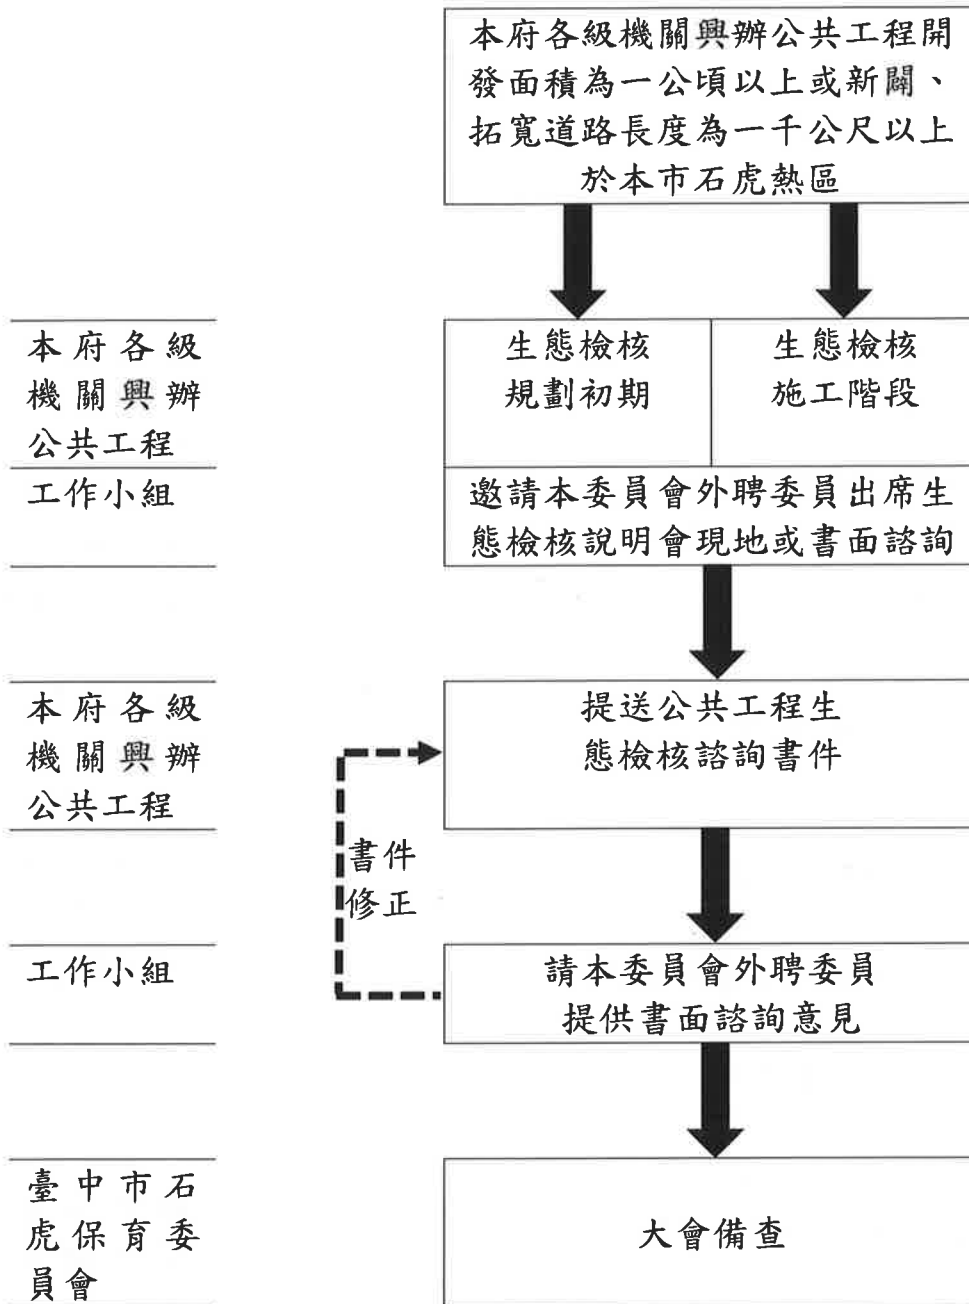 本府各級機關興辦公共工程開
發面積為一公頃以上或新闢、
拓寬道路長度為一千公尺以上
於本市石虎熱區
本府各級
機關興辦
公共工程
生態檢核
規劃初期
生態檢核
施工階段
工作小組
邀請本委員會外聘委員出席生
態檢核說明會現地或書面諮詢
本府各級
機關興辦
公共工程
提送公共工程生
態檢核諮詢書件
書件
修正
工作小組
請本委員會外聘委員
提供書面諮詢意見
臺中市石
虎保育委
員會
大會備查